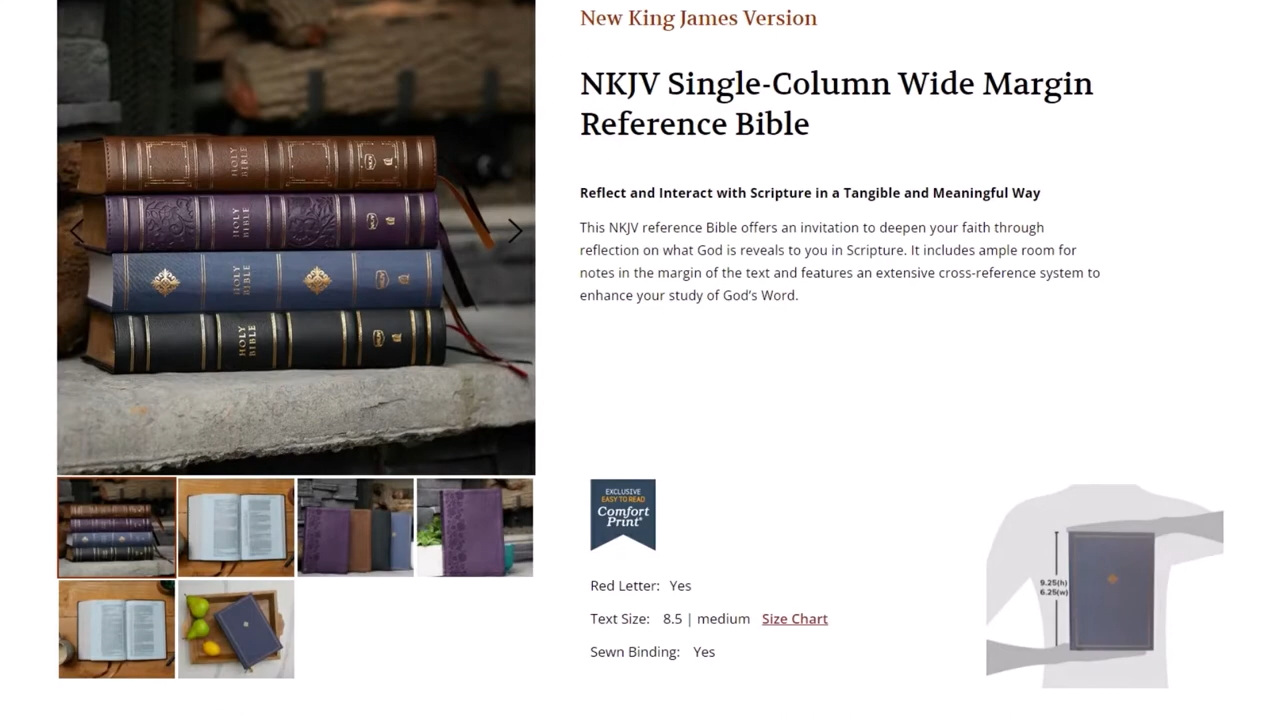 New King James Version
NKJV Single-Column Wide Margin
Reference Bible
Reflect and Interact with Scripture in a Tangible and Meaningful Way
This NKJV reference Bible offers an invitation to deepen your faith through
reflection on what God is reveals to you in Scripture. It includes ample room for
notes in the margin of the text and features an extensive cross-reference system to
enhance your study of God’s Word.
HOLY
BIBLE
NKJV
HOLY
BIBLE
NKJV
HOLY
BIBLE
NKJV
HOLY
BIBLE
NKJV
EXCLUSIVE
EASY TO READ
Comfort
Print®
Red Letter: Yes
Text Size: 8.5 | medium Size Chart
Sewn Binding: Yes
9.25(h)
6.25(w)